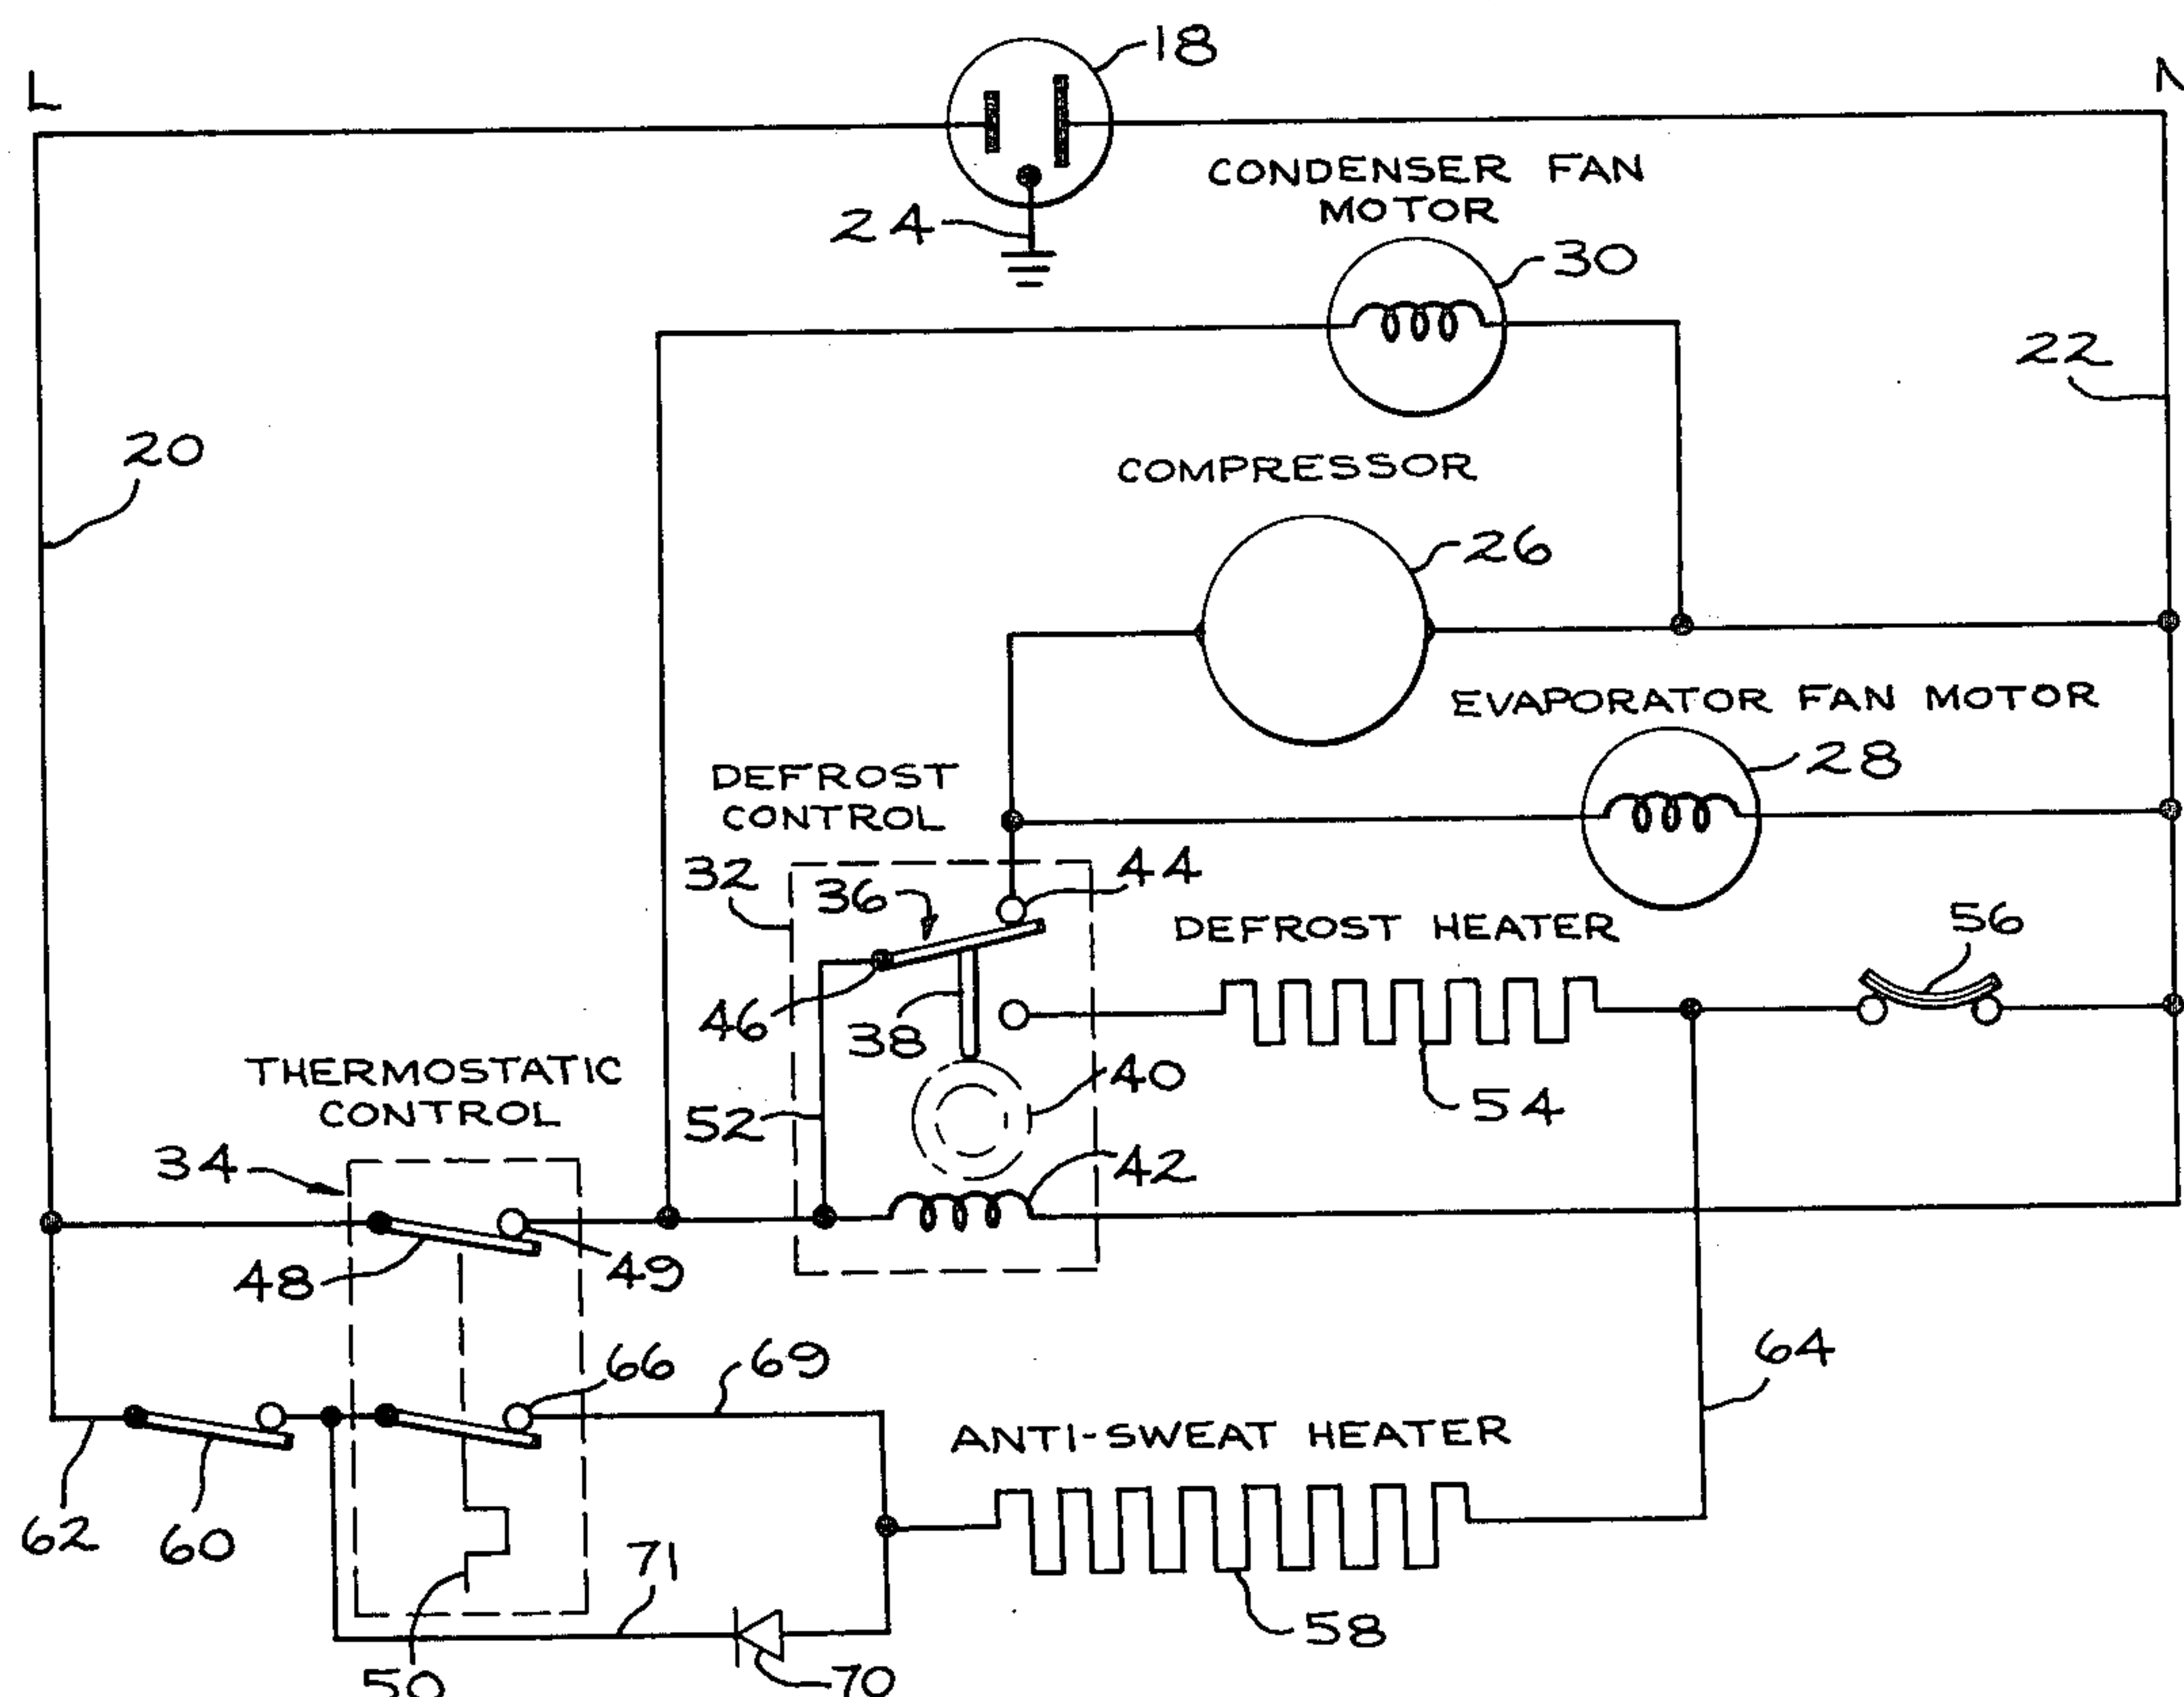 18
L
N
CONDENSER FAN
MOTOR
24
30
22
20
COMPRESSOR
26
EVAPORATOR FAN MOTOR
28
DEFROST
CONTROL
32
36
44
DEFROST HEATER
56
46
38
THERMOSTATIC
CONTROL
40
54
52
34
42
48
49
66
69
64
ANTI-SWEAT HEATER
62
60
71
58
50
70